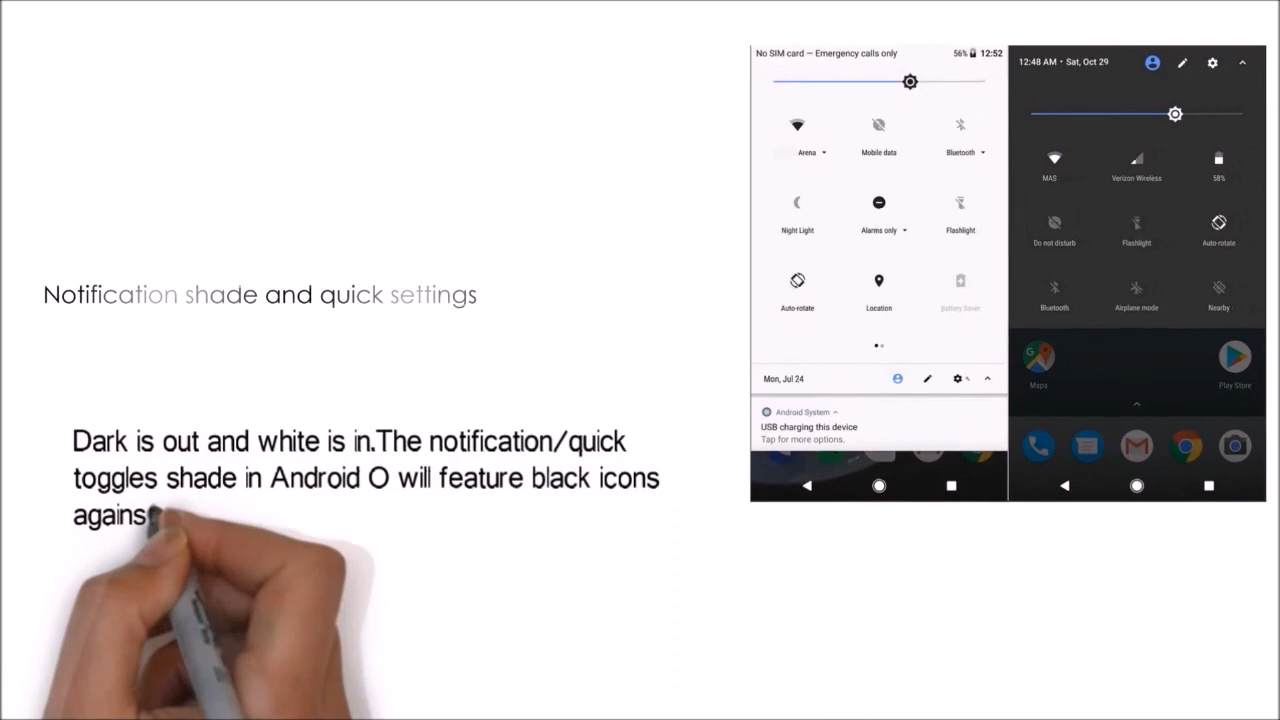 Notification shade and quick settings
Dark is out and white is in.The notification/quick
toggles shade in Android O will feature black icons
agains
No SIM card — Emergency calls only 56% 12:52
Arena Mobile data Bluetooth
Night Light Alarms only Flashlight
Auto-rotate Location Battery Saver
Mon, Jul 24
Android System
USB charging this device
Tap for more options.
12:48 AM • Sat, Oct 29
MAS Verizon Wireless 58%
Do not disturb Flashlight Auto-rotate
Bluetooth Airplane mode Nearby
Maps Play Store